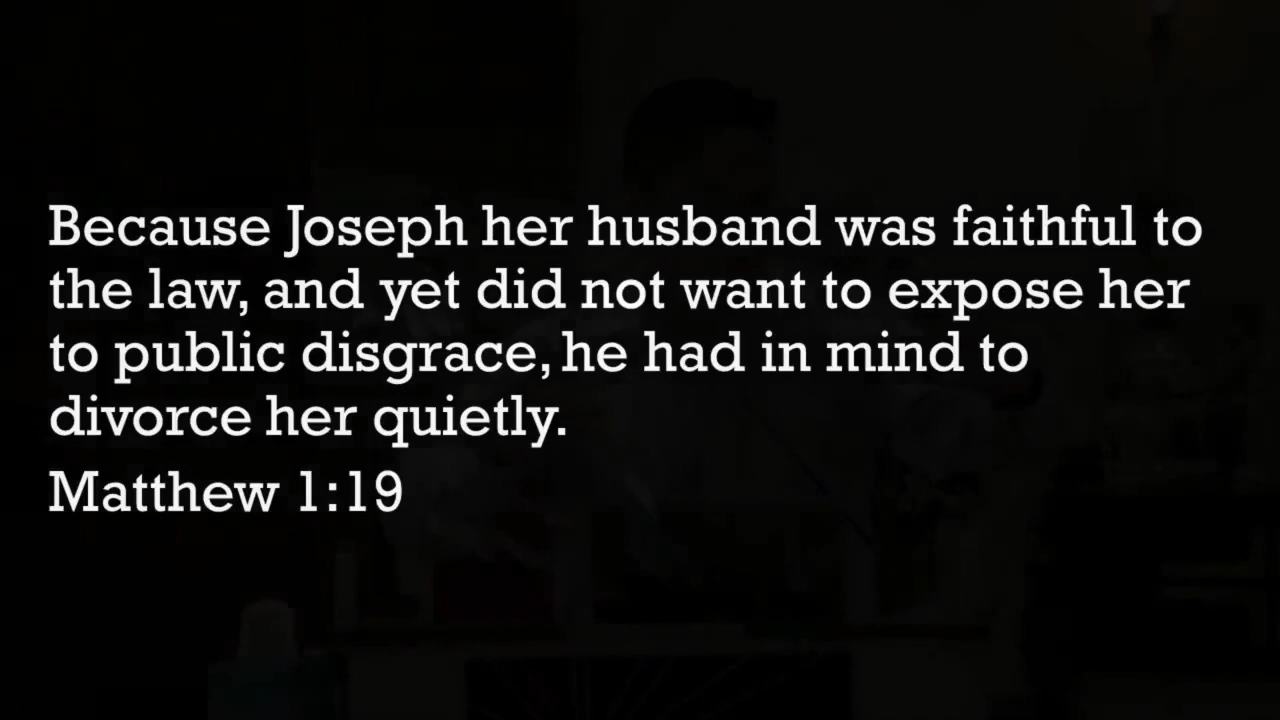 Because Joseph her husband was faithful to
the law, and yet did not want to expose her
to public disgrace, he had in mind to
divorce her quietly.
Matthew 1:19